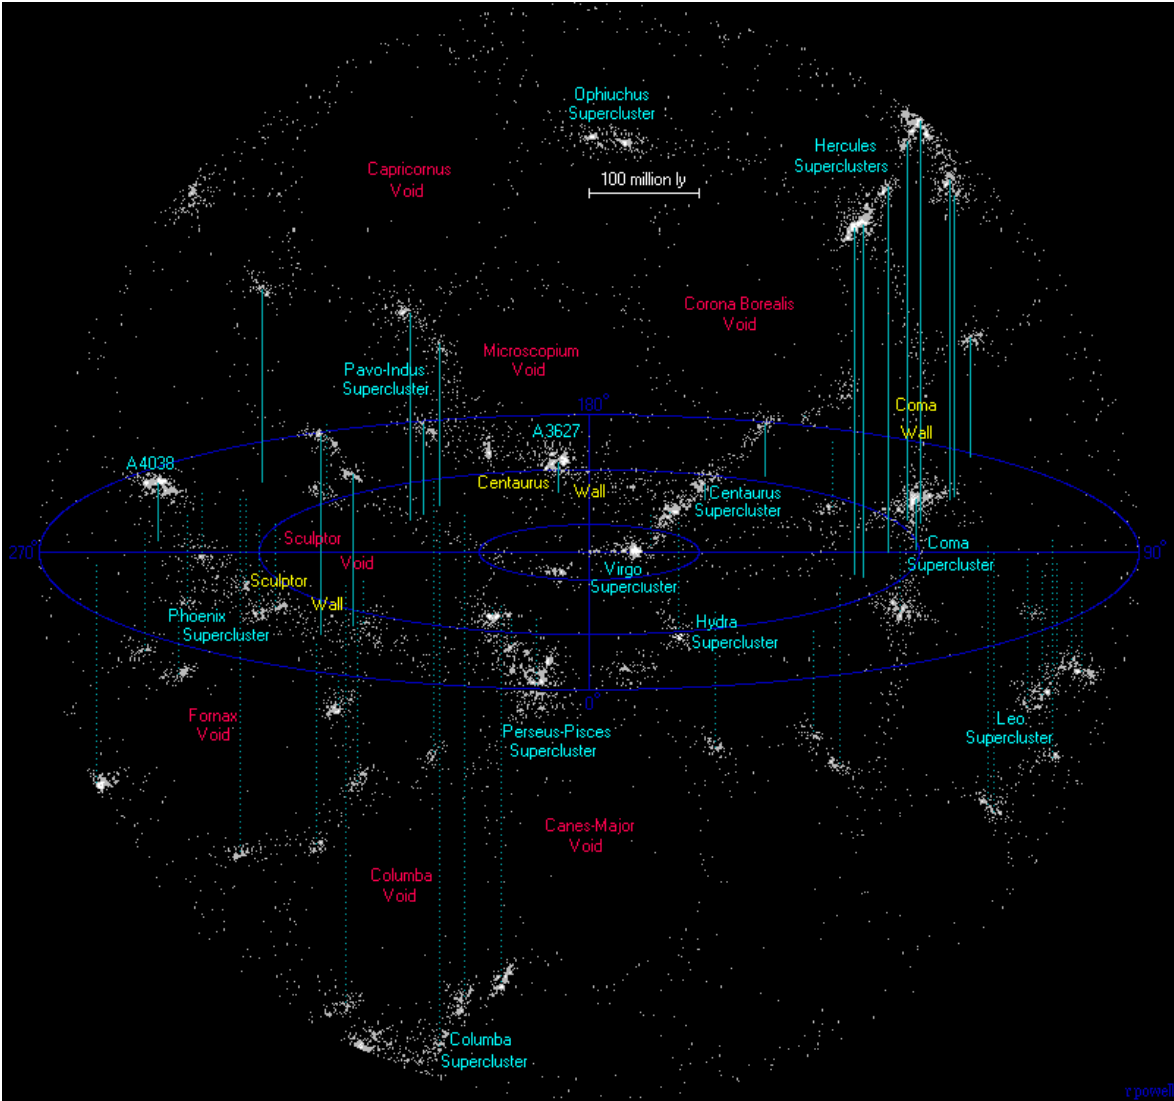 Ophiuchus
Supercluster
Hercules
Superclusters
Capricornus
Void
100 million ly
Corona Borealis
Void
Microscopium
Void
Pavo-Indus
Supercluster
180°
Coma
Wall
A3627
A4038
Centaurus
Wall
Centaurus
Supercluster
Sculptor
Void
270°
90°
Coma
Supercluster
Virgo
Supercluster
Sculptor
Wall
Phoenix
Supercluster
Hydra
Supercluster
0°
Fornax
Void
Perseus-Pisces
Supercluster
Leo
Supercluster
Canes-Major
Void
Columba
Void
Columba
Supercluster